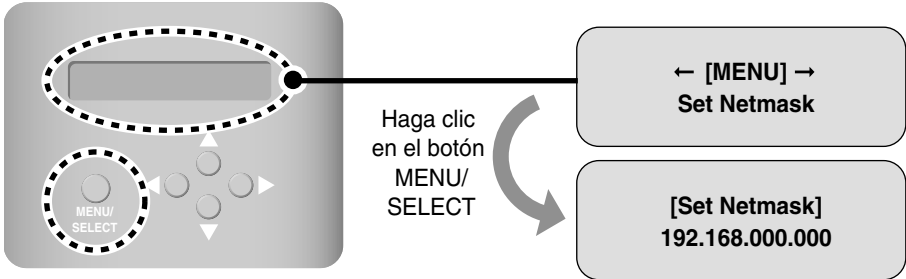 MENU/
SELECT
Haga clic
en el botón
MENU/
SELECT
← [MENU] →
Set Netmask
[Set Netmask]
192.168.000.000